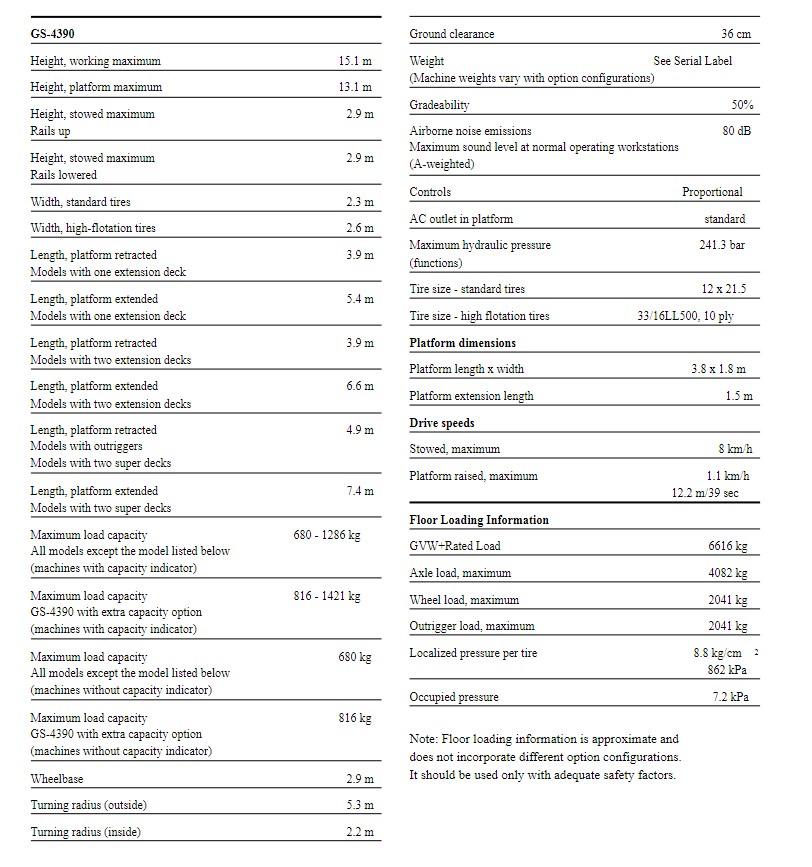 GS-4390
Height, working maximum 15.1 m
Height, platform maximum 13.1 m
Height, stowed maximum 2.9 m
Rails up
Height, stowed maximum 2.9 m
Rails lowered
Width, standard tires 2.3 m
Width, high-flotation tires 2.6 m
Length, platform retracted 3.9 m
Models with one extension deck
Length, platform extended 5.4 m
Models with one extension deck
Length, platform retracted 3.9 m
Models with two extension decks
Length, platform extended 6.6 m
Models with two extension decks
Length, platform retracted 4.9 m
Models with outriggers
Models with two super decks
Length, platform extended 7.4 m
Models with two super decks
Maximum load capacity 680 - 1286 kg
All models except the model listed below
(machines with capacity indicator)
Maximum load capacity 816 - 1421 kg
GS-4390 with extra capacity option
(machines with capacity indicator)
Maximum load capacity 680 kg
All models except the model listed below
(machines without capacity indicator)
Maximum load capacity 816 kg
GS-4390 with extra capacity option
(machines without capacity indicator)
Wheelbase 2.9 m
Turning radius (outside) 5.3 m
Turning radius (inside) 2.2 m
Ground clearance 36 cm
Weight See Serial Label
(Machine weights vary with option configurations)
Gradeability 50%
Airborne noise emissions 80 dB
Maximum sound level at normal operating workstations
(A-weighted)
Controls Proportional
AC outlet in platform standard
Maximum hydraulic pressure 241.3 bar
(functions)
Tire size - standard tires 12 x 21.5
Tire size - high flotation tires 33/16LL500, 10 ply
Platform dimensions
Platform length x width 3.8 x 1.8 m
Platform extension length 1.5 m
Drive speeds
Stowed, maximum 8 km/h
Platform raised, maximum 1.1 km/h
12.2 m/39 sec
Floor Loading Information
GVW+Rated Load 6616 kg
Axle load, maximum 4082 kg
Wheel load, maximum 2041 kg
Outrigger load, maximum 2041 kg
Localized pressure per tire 8.8 kg/cm 2
862 kPa
Occupied pressure 7.2 kPa
Note: Floor loading information is approximate and
does not incorporate different option configurations.
It should be used only with adequate safety factors.